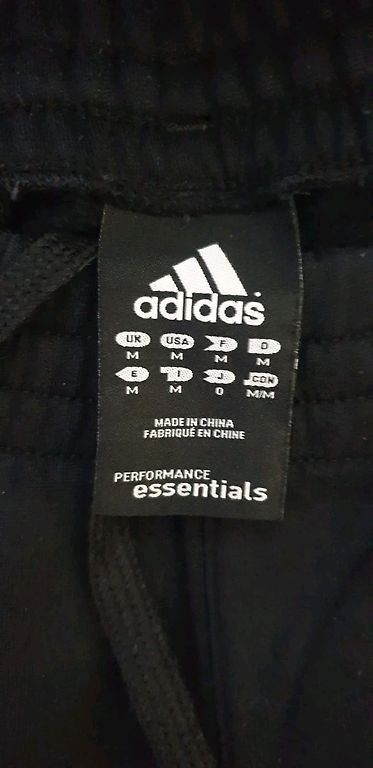 adidas
UK USA F D
M M M M
E I J CDN
M M O M/M
MADE IN CHINA
FABRIQUÉ EN CHINE
PERFORMANCE
essentials